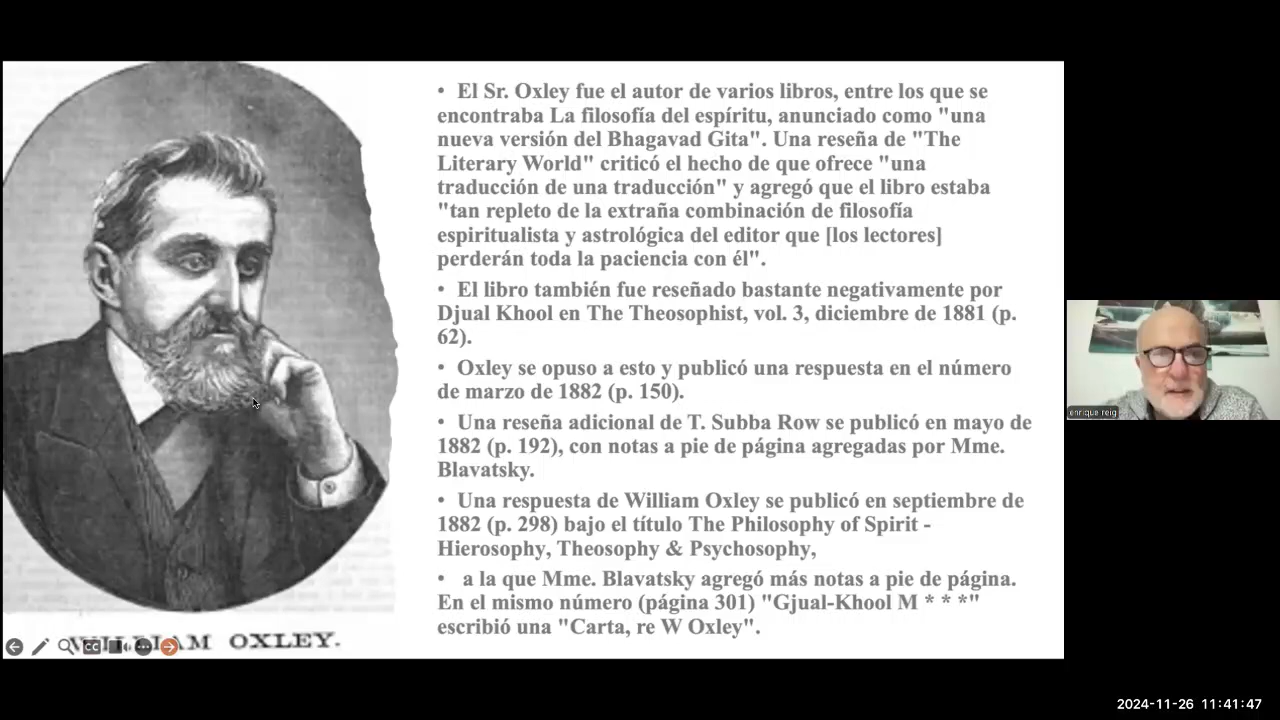 • El Sr. Oxley fue el autor de varios libros, entre los que se
encontraba La filosofía del espíritu, anunciado como "una
nueva versión del Bhagavad Gita". Una reseña de "The
Literary World" criticó el hecho de que ofrece "una
traducción de una traducción" y agregó que el libro estaba
"tan repleto de la extraña combinación de filosofía
espiritualista y astrológica del editor que [los lectores]
perderán toda la paciencia con él".
• El libro también fue reseñado bastante negativamente por
Djual Khool en The Theosophist, vol. 3, diciembre de 1881 (p.
62).
• Oxley se opuso a esto y publicó una respuesta en el número
de marzo de 1882 (p. 150).
• Una reseña adicional de T. Subba Row se publicó en mayo de
1882 (p. 192), con notas a pie de página agregadas por Mme.
Blavatsky.
• Una respuesta de William Oxley se publicó en septiembre de
1882 (p. 298) bajo el título The Philosophy of Spirit -
Hierosophy, Theosophy & Psychosophy,
• a la que Mme. Blavatsky agregó más notas a pie de página.
En el mismo número (página 301) "Gjual-Khool M * * *"
escribió una "Carta, re W Oxley".
WILLIAM OXLEY.
CC
enrique reig
2024-11-26 11:41:47